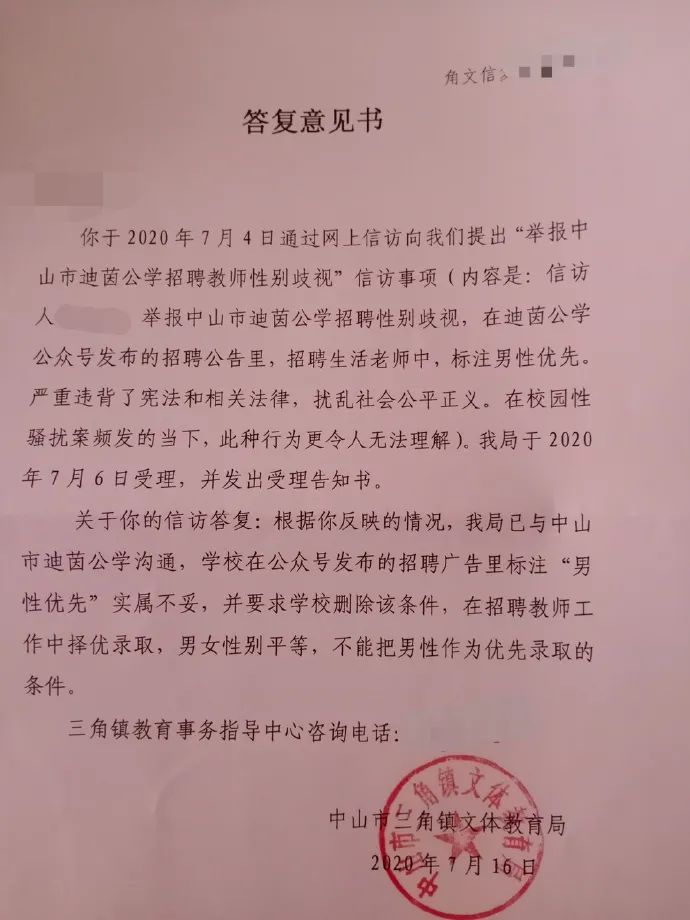 角文信
答复意见书
你于2020年7月4日通过网上信访向我们提出“举报中
山市迪茵公学招聘教师性别歧视”信访事项（内容是：信访
人 举报中山市迪茵公学招聘性别歧视，在迪茵公学
公众号发布的招聘公告里，招聘生活老师中，标注男性优先。
严重违背了宪法和相关法律，扰乱社会公平正义。在校园性
骚扰案频发的当下，此种行为更令人无法理解）。我局于2020
年7月6日受理，并发出受理告知书。
关于你的信访答复：根据你反映的情况，我局已与中山
市迪茵公学沟通，学校在公众号发布的招聘广告里标注“男
性优先”实属不妥，并要求学校删除该条件，在招聘教师工
作中择优录取，男女性别平等，不能把男性作为优先录取的
条件。
三角镇教育事务指导中心咨询电话：
中山市三角镇文体教育局
2020年7月16日
中山市三角镇文体教育局